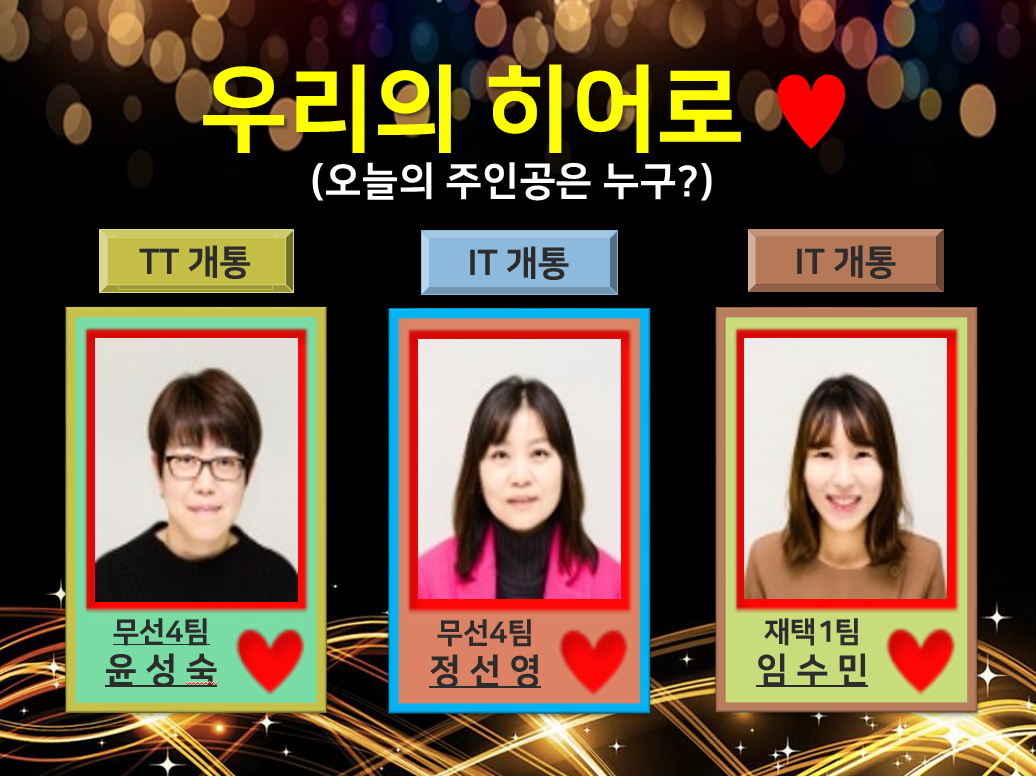 우리의 히어로
(오늘의 주인공은 누구?)
TT 개통
IT 개통
IT 개통
무선4팀
윤 성 숙
무선4팀
정 선 영
재택1팀
임 수 민